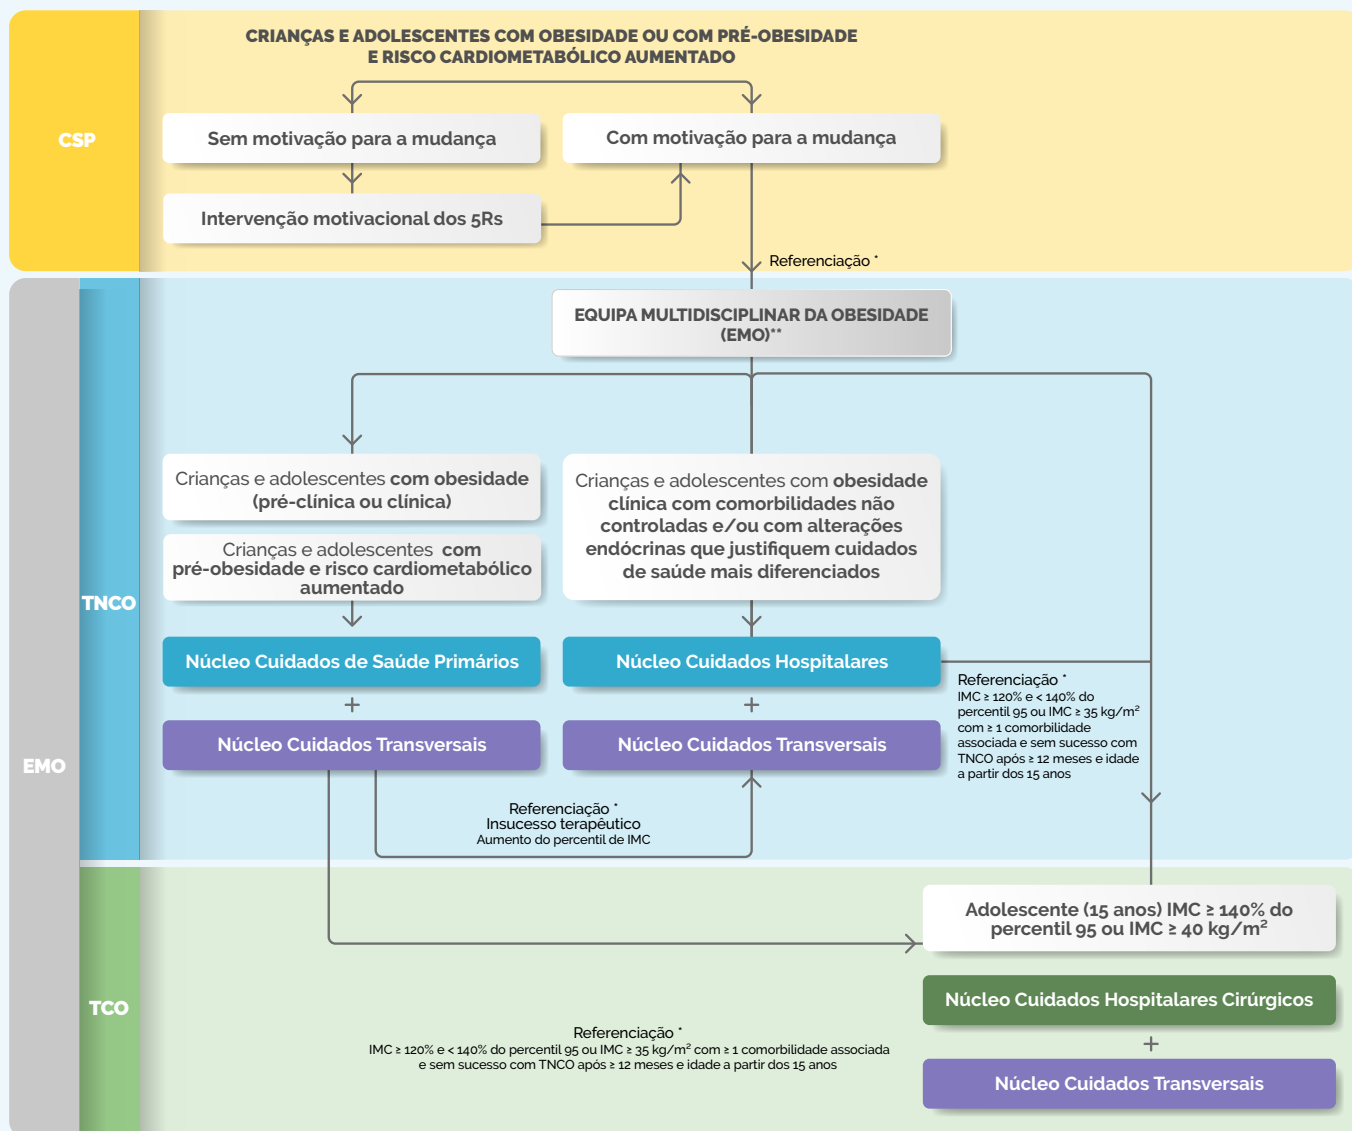 CRIANÇAS E ADOLESCENTES COM OBESIDADE OU COM PRÉ-OBESIDADE
E RISCO CARDIOMETABÓLICO AUMENTADO
CSP
Sem motivação para a mudança
Com motivação para a mudança
Intervenção motivacional dos 5Rs
Referenciação *
EQUIPA MULTIDISCIPLINAR DA OBESIDADE
(EMO)**
Crianças e adolescentes com obesidade
(pré-clínica ou clínica)
Crianças e adolescentes com
pré-obesidade e risco cardiometabólico
aumentado
Crianças e adolescentes com obesidade
clínica com comorbilidades não
controladas e/ou com alterações
endócrinas que justifiquem cuidados
de saúde mais diferenciados
TNCO
Núcleo Cuidados de Saúde Primários
+
Núcleo Cuidados Transversais
Núcleo Cuidados Hospitalares
+
Núcleo Cuidados Transversais
Referenciação *
IMC ≥ 120% e < 140% do
percentil 95 ou IMC ≥ 35 kg/m²
com ≥ 1 comorbilidade
associada e sem sucesso com
TNCO após ≥ 12 meses e idade
a partir dos 15 anos
EMO
Referenciação *
Insucesso terapêutico
Aumento do percentil de IMC
Adolescente (15 anos) IMC ≥ 140% do
percentil 95 ou IMC ≥ 40 kg/m²
TCO
Núcleo Cuidados Hospitalares Cirúrgicos
+
Núcleo Cuidados Transversais
Referenciação *
IMC ≥ 120% e < 140% do percentil 95 ou IMC ≥ 35 kg/m² com ≥ 1 comorbilidade associada
e sem sucesso com TNCO após ≥ 12 meses e idade a partir dos 15 anos